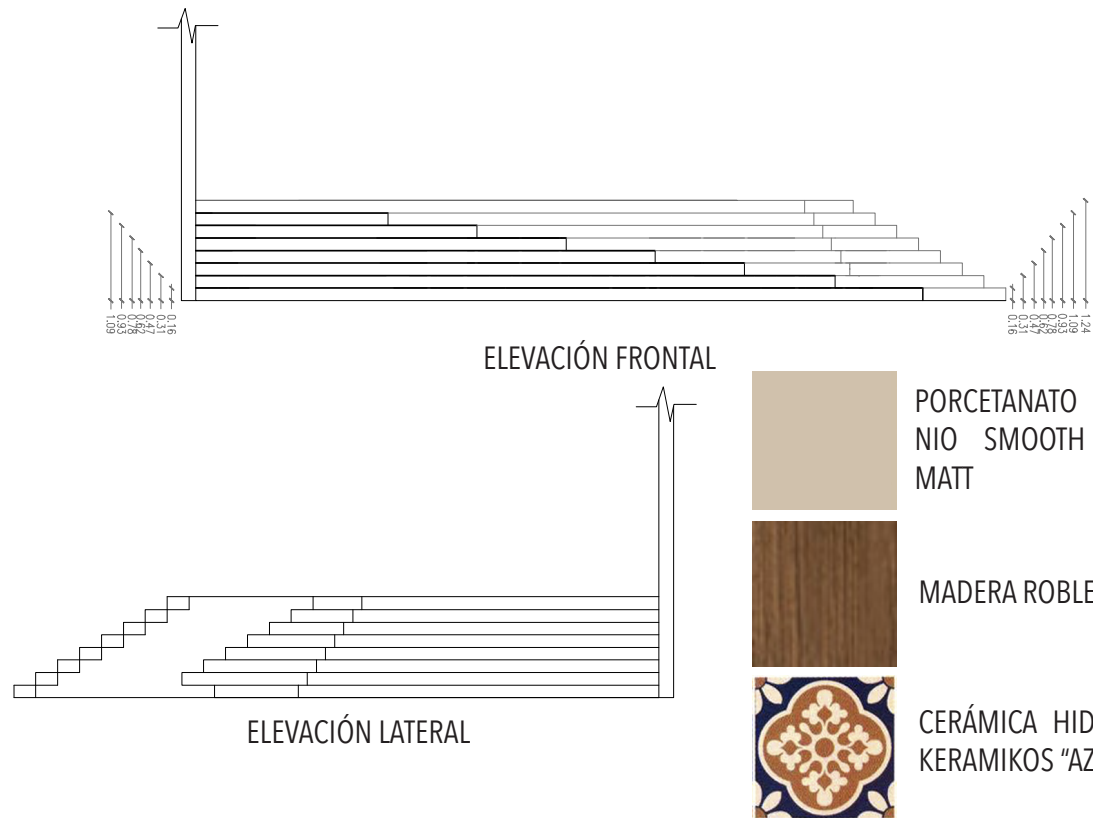 1.09
0.93
0.78
0.62
0.47
0.31
0.16
0.16
0.31
0.47
0.62
0.78
0.93
1.09
1.24
ELEVACIÓN FRONTAL
PORCETANATO
NIO SMOOTH
MATT
MADERA ROBLE
CERÁMICA HID
KERAMIKOS "AZ
ELEVACIÓN LATERAL